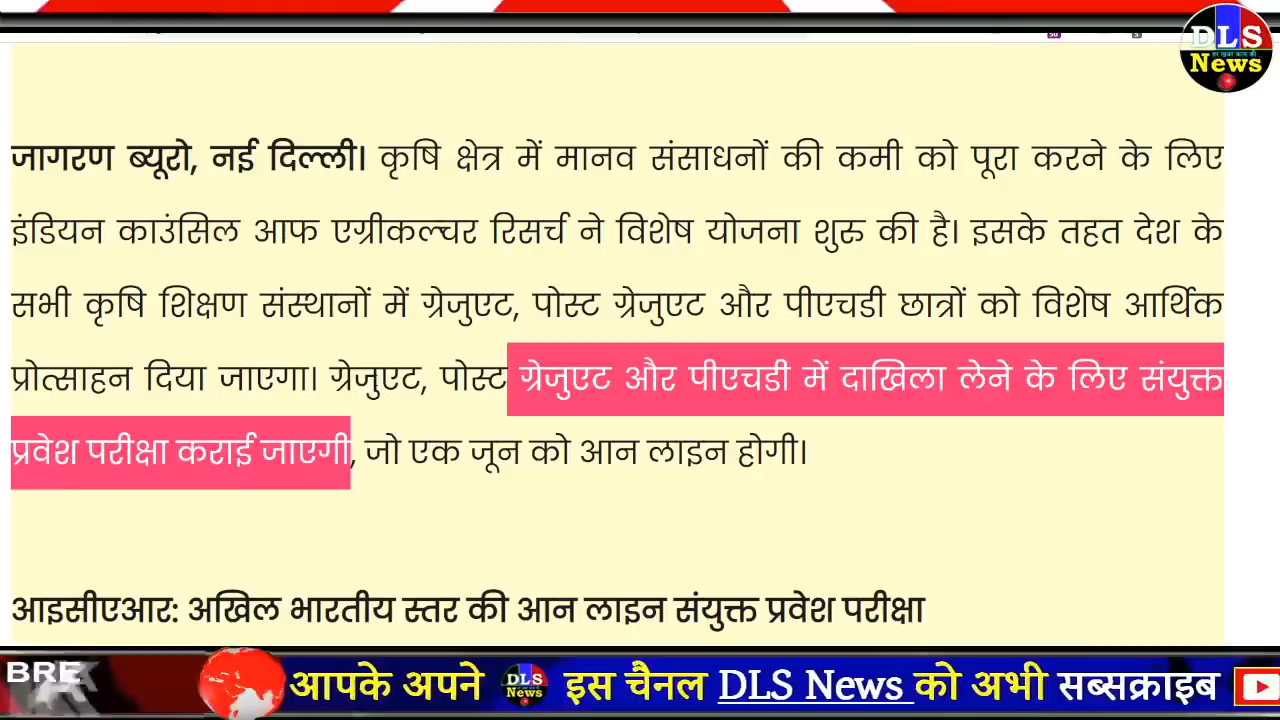 DLS
News
जागरण ब्यूरो, नई दिल्ली। कृषि क्षेत्र में मानव संसाधनों की कमी को पूरा करने के लिए
इंडियन काउंसिल आफ एग्रीकल्चर रिसर्च ने विशेष योजना शुरु की है। इसके तहत देश के
सभी कृषि शिक्षण संस्थानों में ग्रेजुएट, पोस्ट ग्रेजुएट और पीएचडी छात्रों को विशेष आर्थिक
प्रोत्साहन दिया जाएगा। ग्रेजुएट, पोस्ट ग्रेजुएट और पीएचडी में दाखिला लेने के लिए संयुक्त
प्रवेश परीक्षा कराई जाएगी, जो एक जून को आन लाइन होगी।
आइसीएआर: अखिल भारतीय स्तर की आन लाइन संयुक्त प्रवेश परीक्षा
BRE
आपके अपने DLS News इस चैनल DLS News को अभी सब्सक्राइब